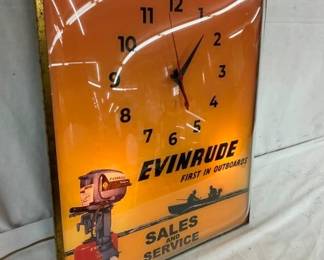 12
11
1
10
2
9
3
8
4
7
5
6
EVINRUDE
FIRST IN OUTBOARDS
SALES
AND
SERVICE